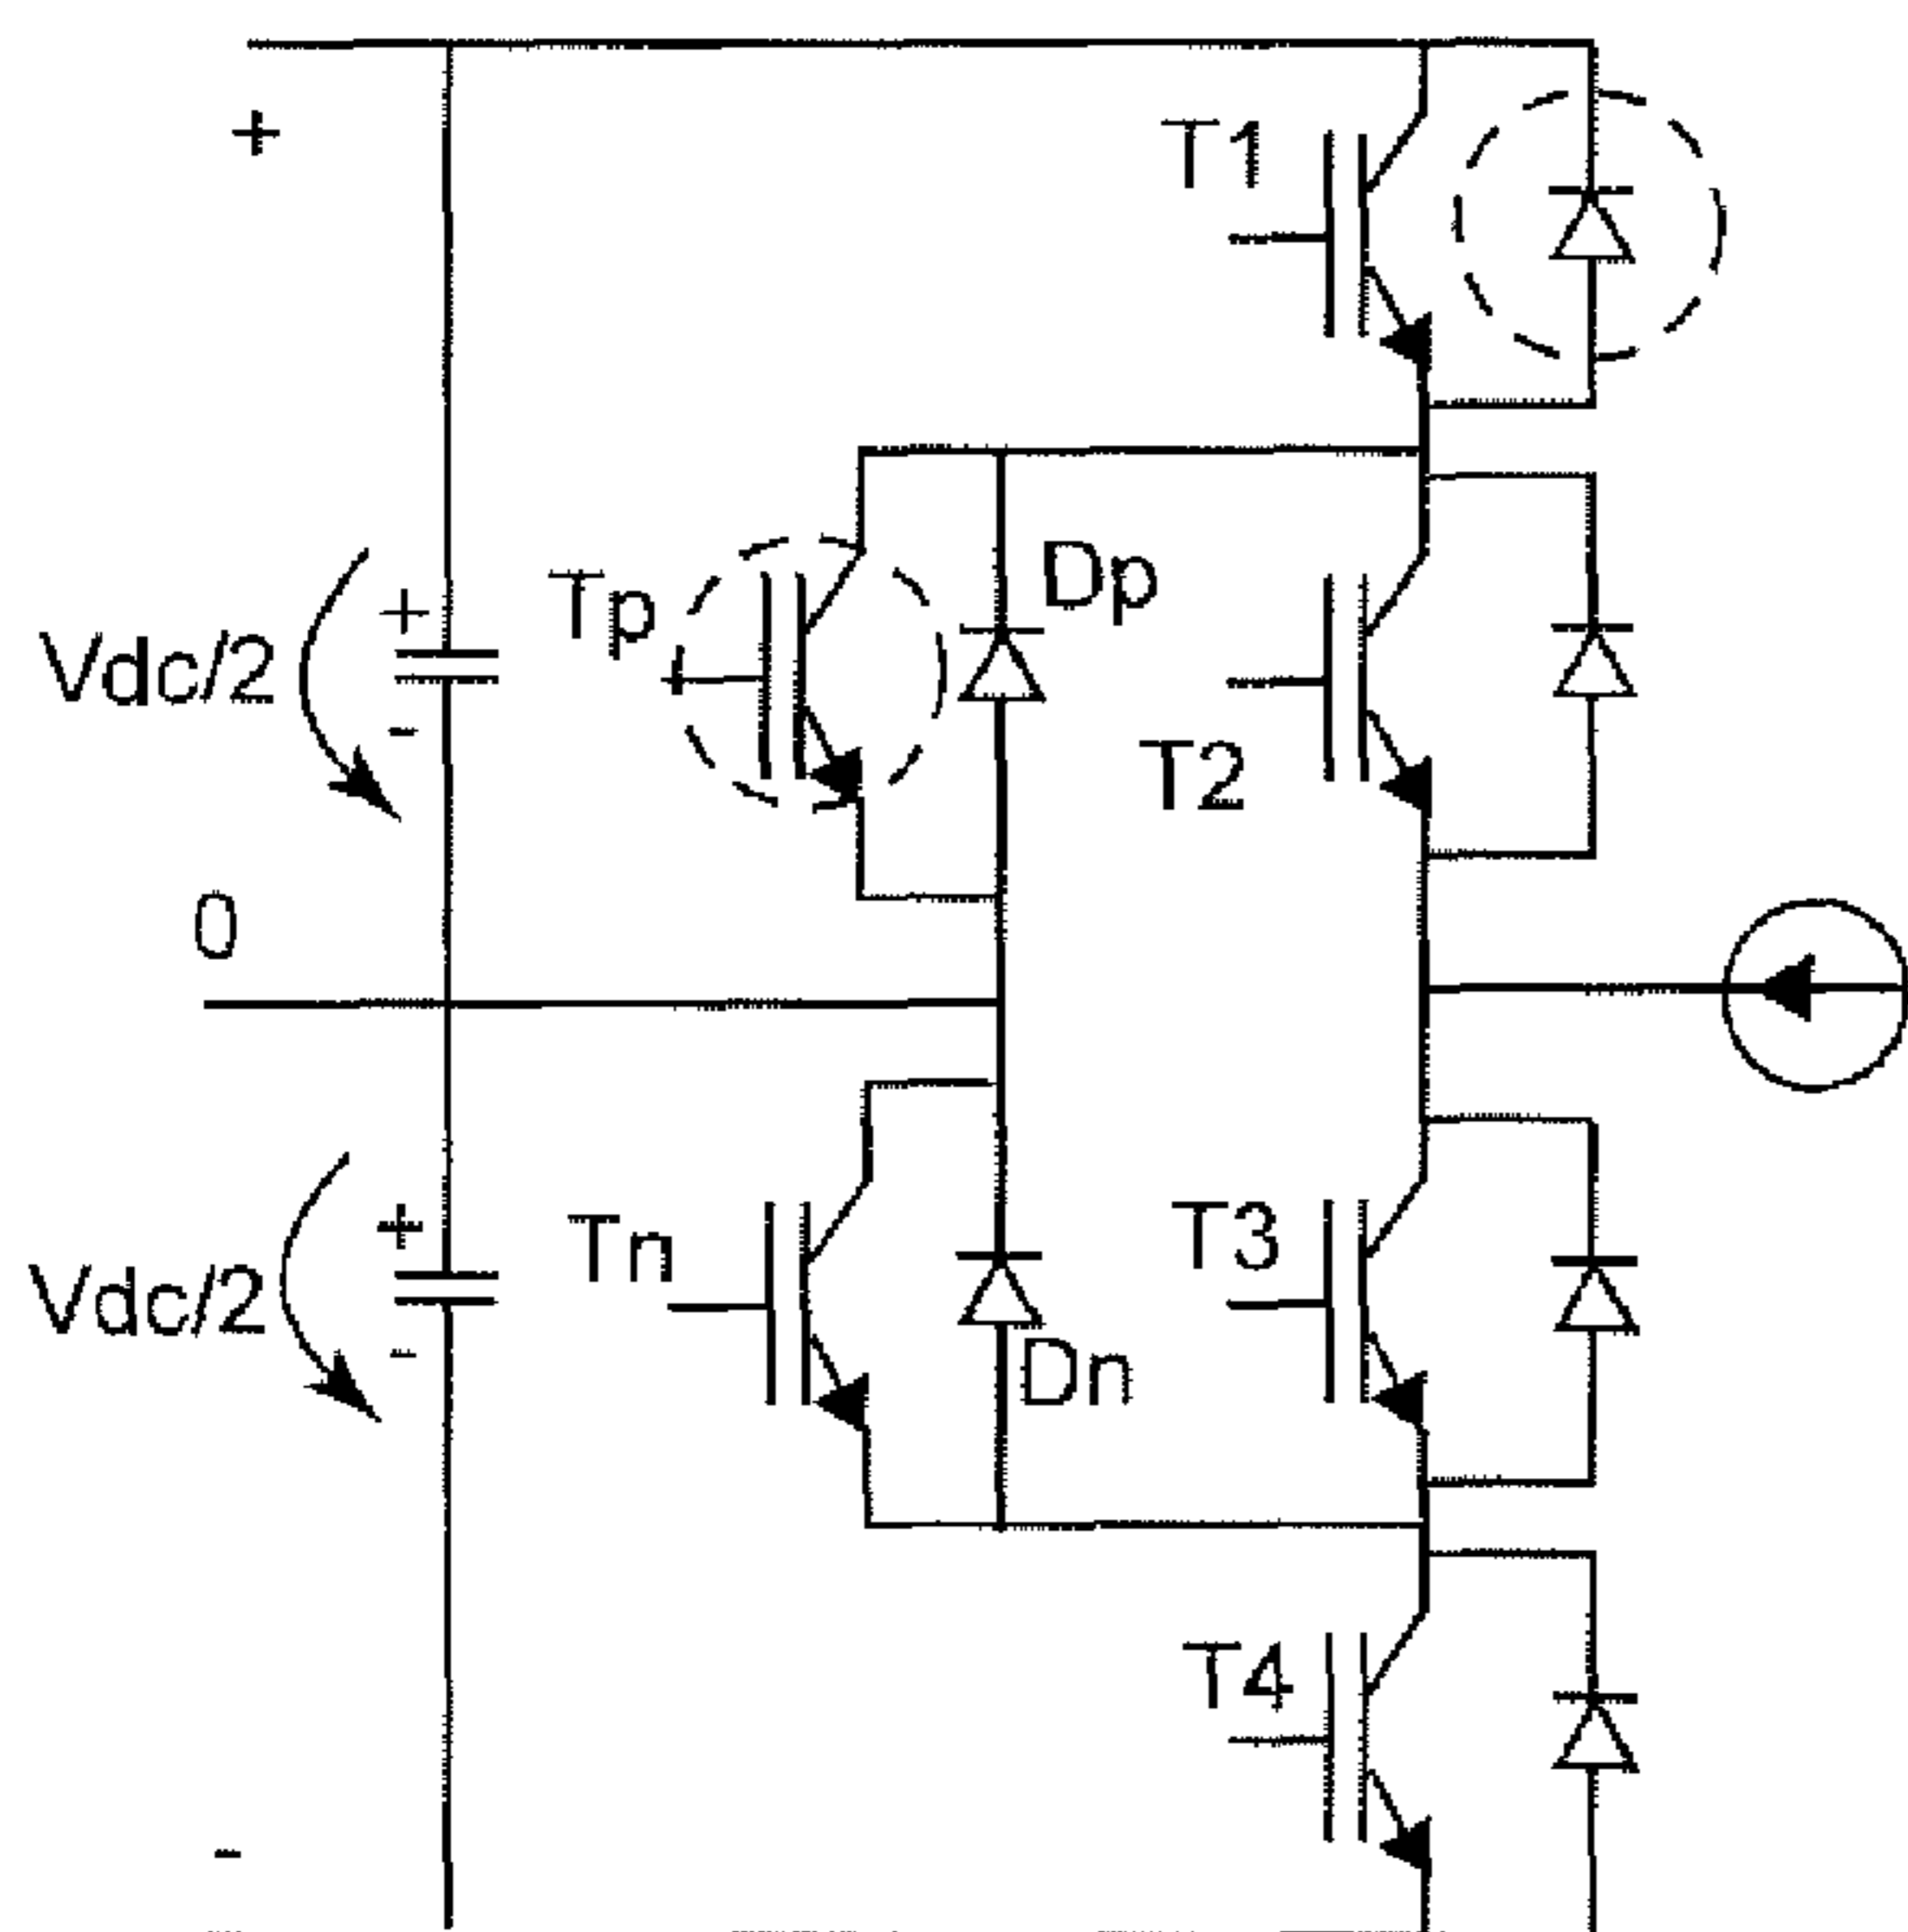 +
T1
Tp
Dp
+
Vdc/2
-
T2
0
Tn
T3
+
Vdc/2
-
Dn
T4
-